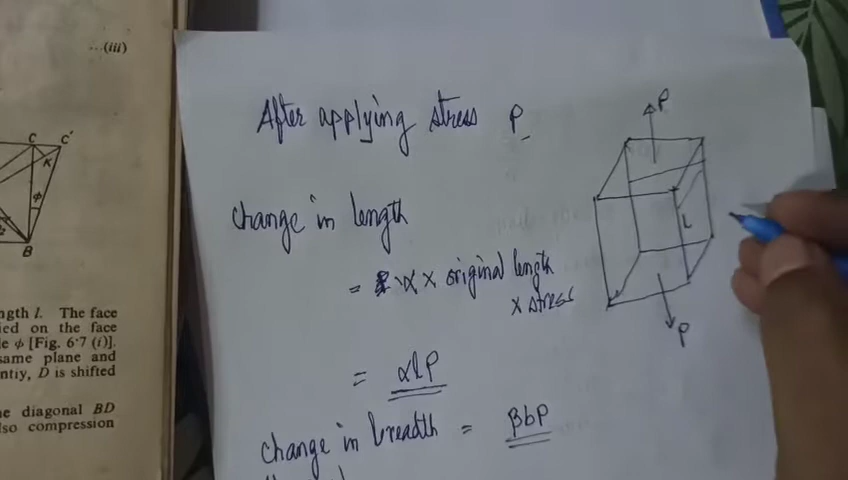 ...(iii)
C C'
K
φ
B
ngth l. The face
ied on the face
le φ [Fig. 6·7 (i)].
same plane and
ntiy, D is shifted
e diagonal BD
lso compression
After applying stress P
change in length
= α × original length
× stress
= αlP
change in breadth = βbP
P
L
P